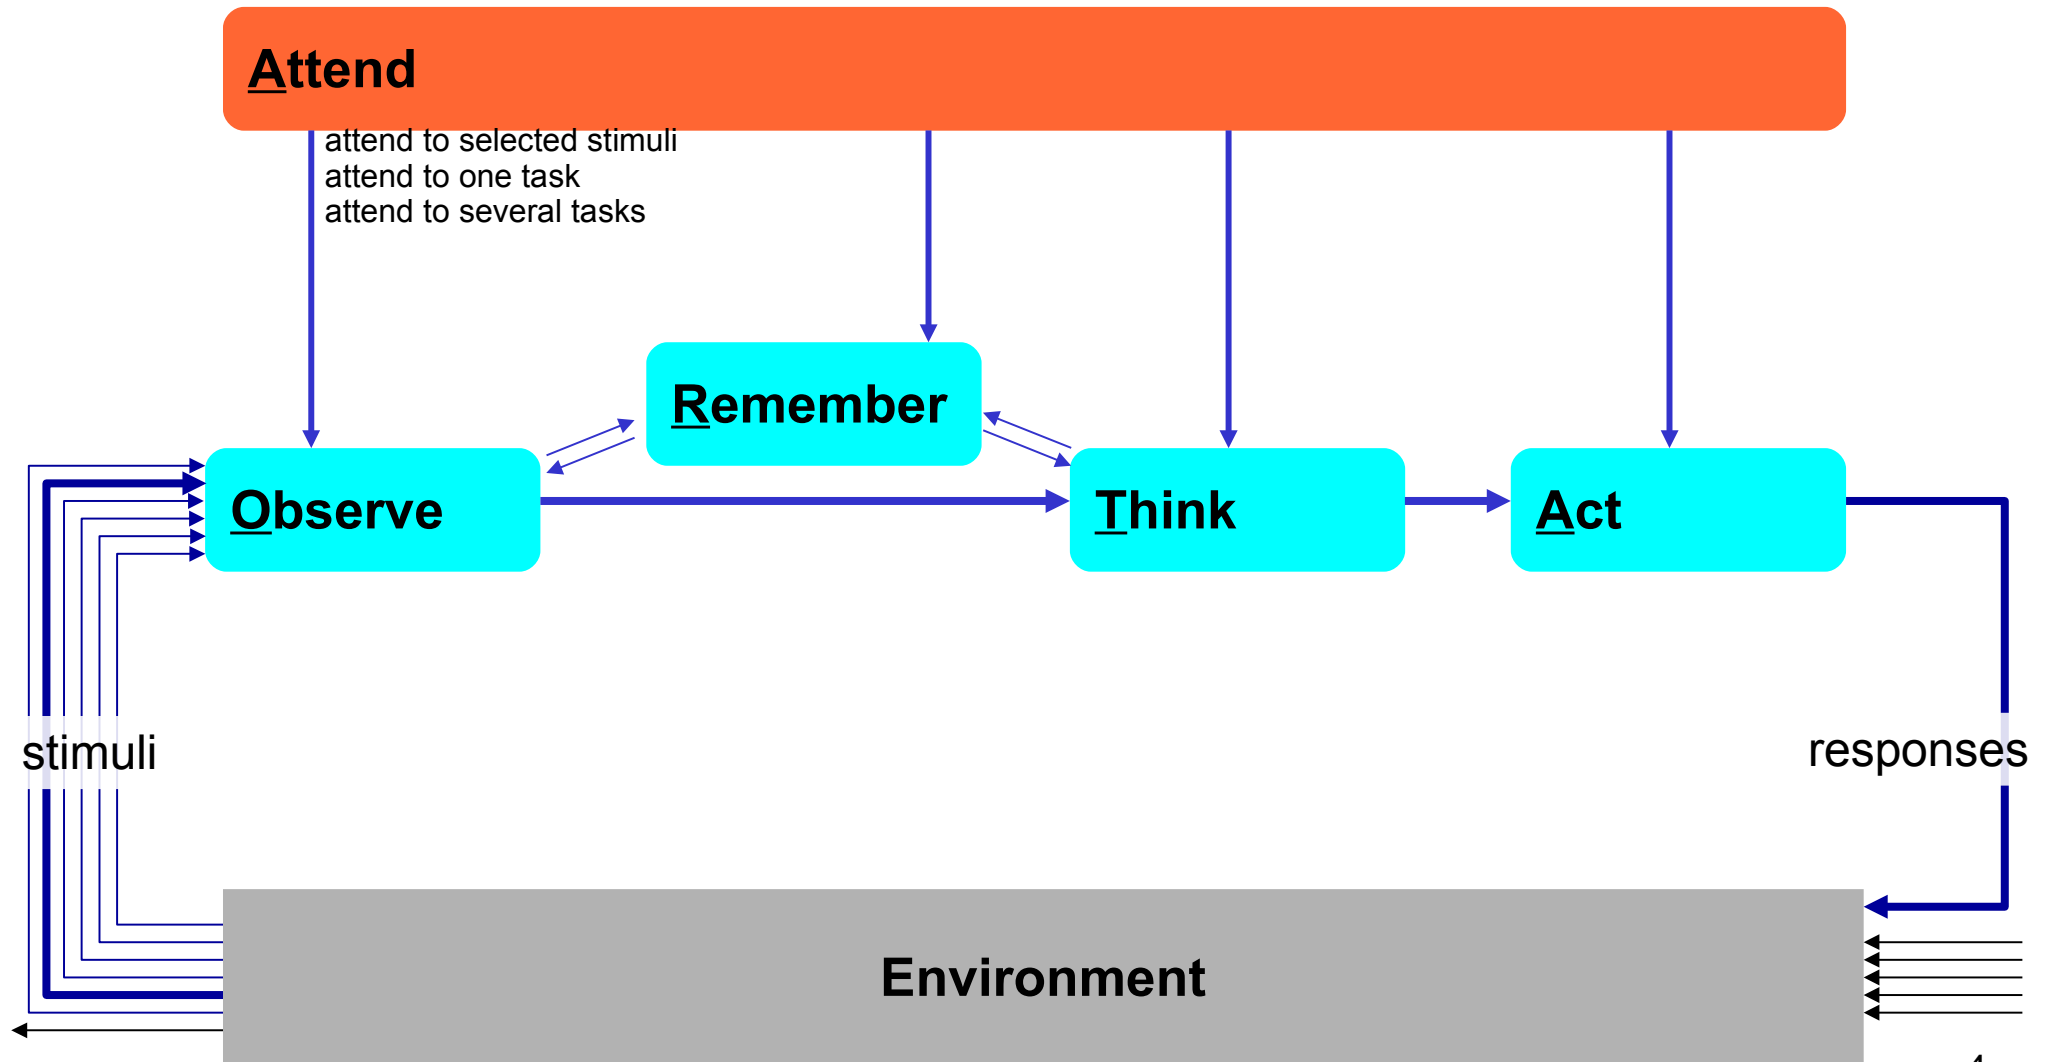 Attend
attend to selected stimuli
attend to one task
attend to several tasks
Remember
Observe
Think
Act
stimuli
responses
Environment